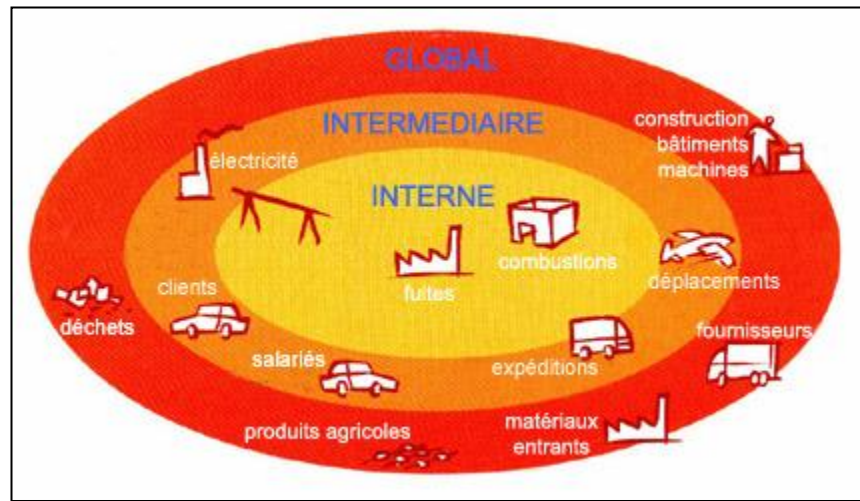 GLOBAL
INTERMEDIAIRE
construction
bâtiments
machines
électricité
INTERNE
combustions
fuites
déplacements
clients
déchets
salariés
expéditions
fournisseurs
produits agricoles
matériaux
entrants